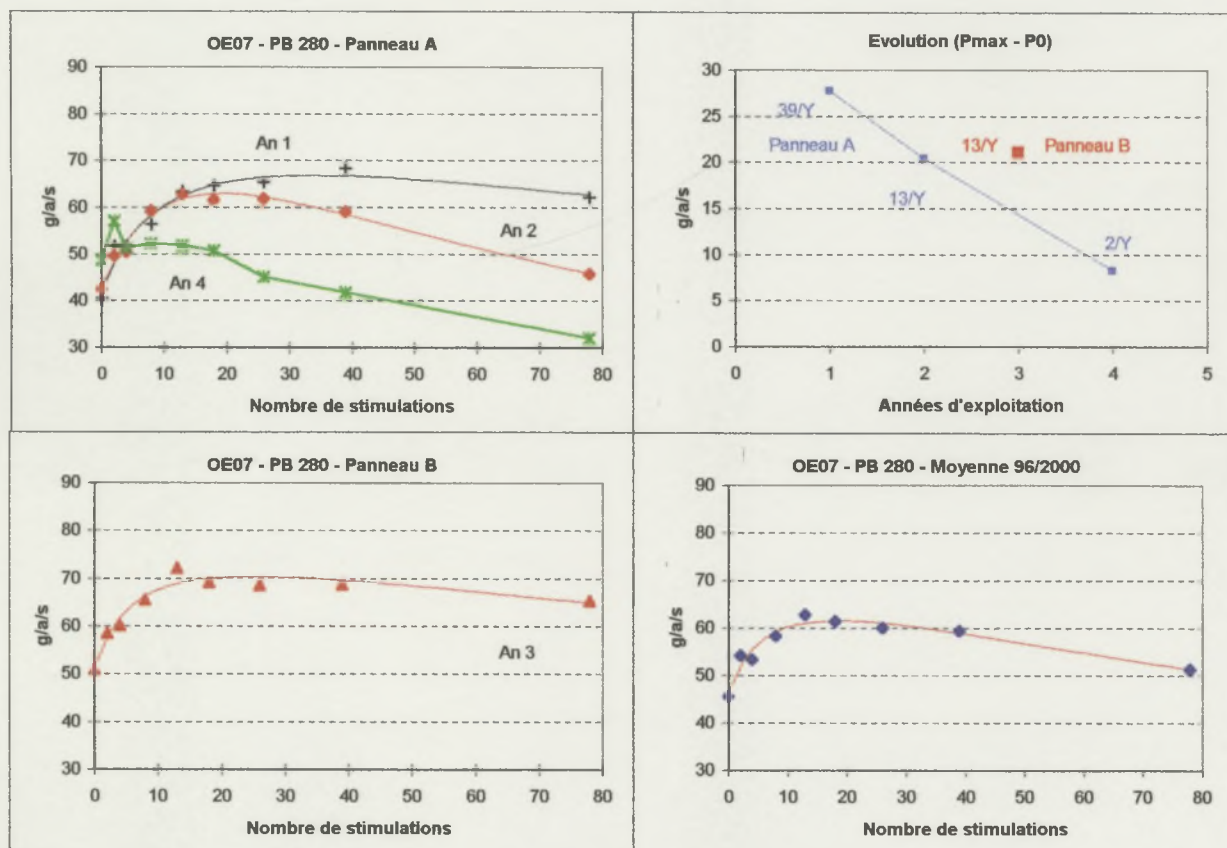 OE07 - PB 280 - Panneau A
90
80
70
60
50
40
30
g/a/s
An 1
An 2
An 4
0 10 20 30 40 50 60 70 80
Nombre de stimulations
Evolution (Pmax - P0)
30
25
20
15
10
5
0
g/a/s
39/Y
Panneau A
13/Y
13/Y Panneau B
2/Y
0 1 2 3 4 5
Années d'exploitation
OE07 - PB 280 - Panneau B
90
80
70
60
50
40
30
g/a/s
An 3
0 10 20 30 40 50 60 70 80
Nombre de stimulations
OE07 - PB 280 - Moyenne 96/2000
90
80
70
60
50
40
30
g/a/s
0 10 20 30 40 50 60 70 80
Nombre de stimulations